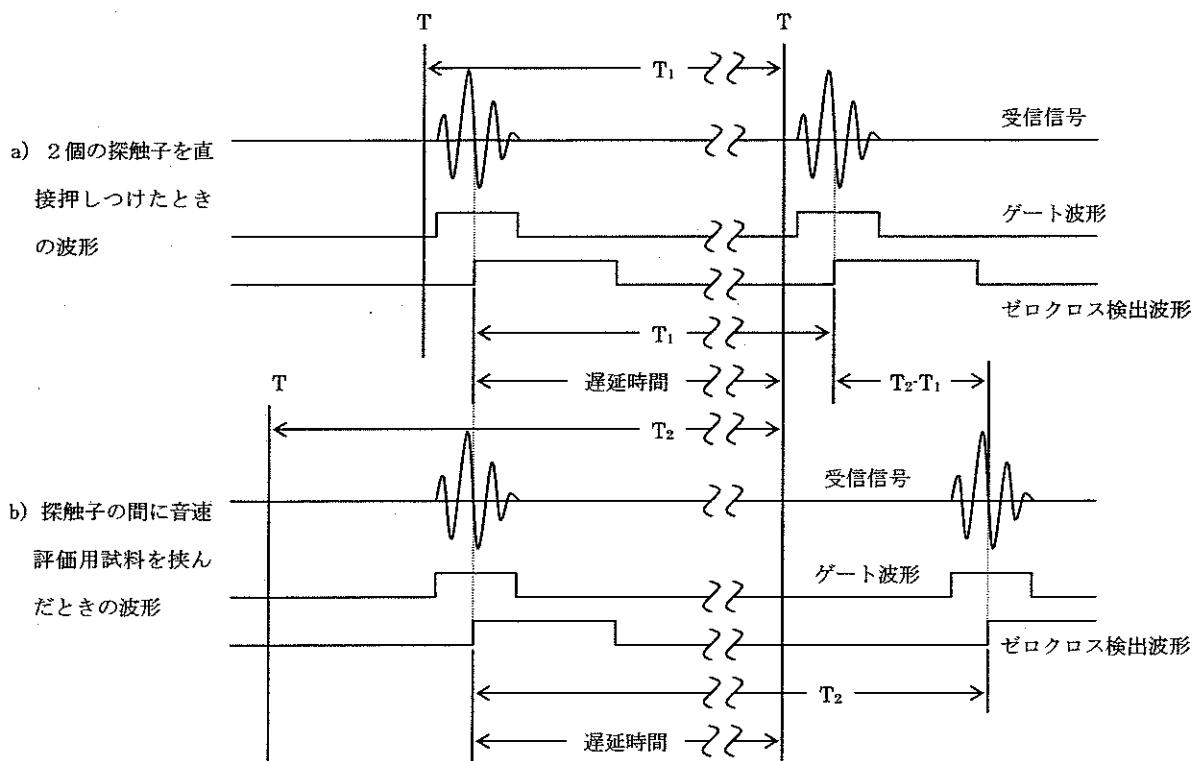 T
T
T₁
受信信号
a) 2個の探触子を直
接押しつけたとき
の波形
ゲート波形
ゼロクロス検出波形
T₁
T
遅延時間
T₂-T₁
T₂
受信信号
b) 探触子の間に音速
評価用試料を挟ん
だときの波形
ゲート波形
ゼロクロス検出波形
T₂
遅延時間